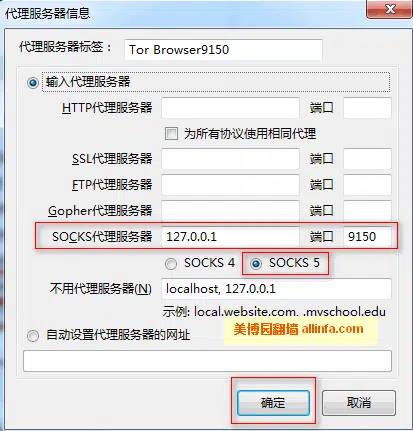 代理服务器信息
代理服务器标签： Tor Browser9150
输入代理服务器
HTTP代理服务器 端口
为所有协议使用相同代理
SSL代理服务器 端口
FTP代理服务器 端口
Gopher代理服务器 端口
SOCKS代理服务器 127.0.0.1 端口 9150
SOCKS 4 SOCKS 5
不用代理服务器(N) localhost, 127.0.0.1
示例: local.website.com, .mvschool.edu
美博园翻墙 allinfa.com
自动设置代理服务器的网址
确定 取消